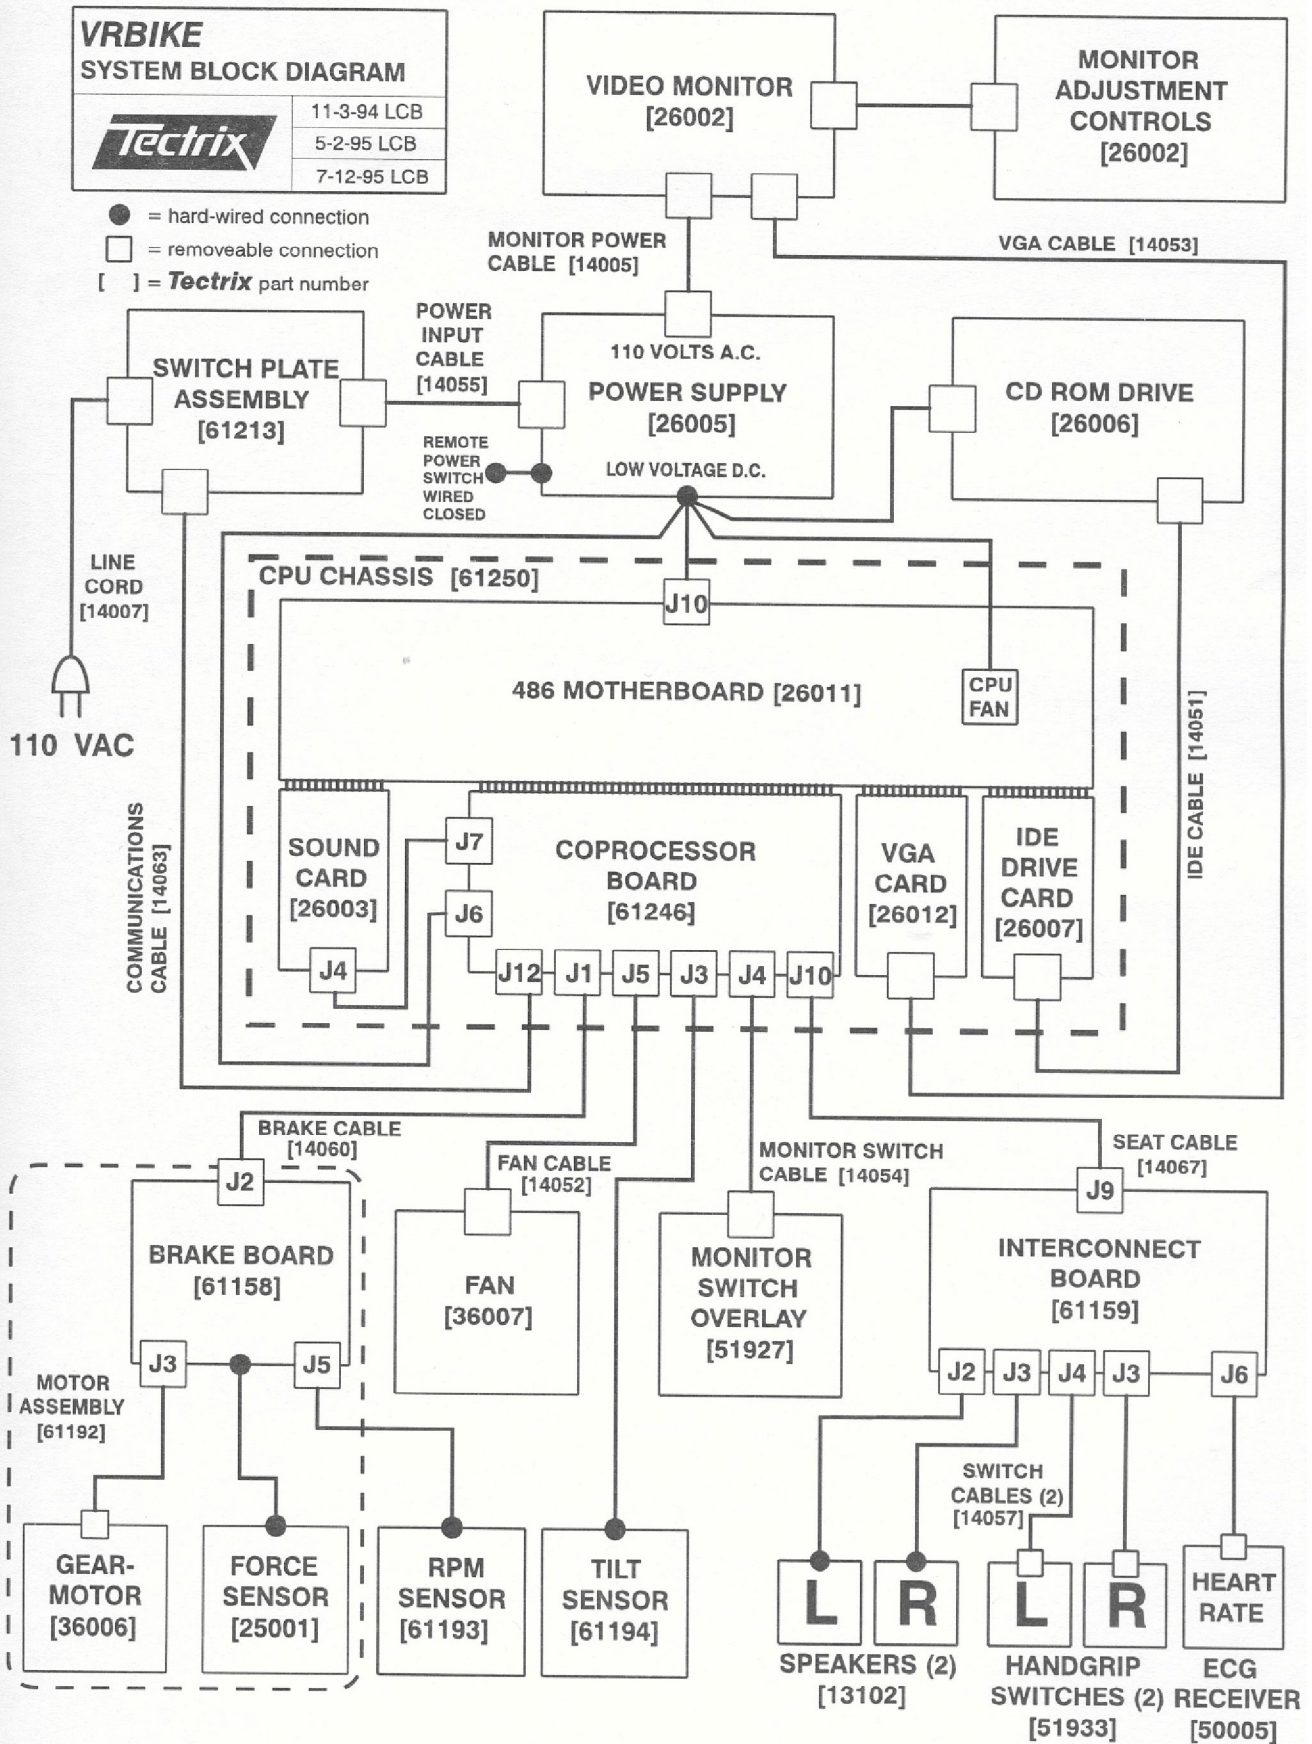 VRBIKE
SYSTEM BLOCK DIAGRAM
Tectrix
11-3-94 LCB
5-2-95 LCB
7-12-95 LCB
= hard-wired connection
= removeable connection
[ ] = Tectrix part number
VIDEO MONITOR
[26002]
MONITOR
ADJUSTMENT
CONTROLS
[26002]
MONITOR POWER
CABLE [14005]
VGA CABLE [14053]
POWER
INPUT
CABLE
[14055]
SWITCH PLATE
ASSEMBLY
[61213]
110 VOLTS A.C.
POWER SUPPLY
[26005]
LOW VOLTAGE D.C.
REMOTE
POWER
SWITCH
WIRED
CLOSED
CD ROM DRIVE
[26006]
LINE
CORD
[14007]
110 VAC
CPU CHASSIS [61250]
J10
486 MOTHERBOARD [26011]
CPU
FAN
IDE CABLE [14051]
COMMUNICATIONS
CABLE [14063]
SOUND
CARD
[26003]
J4
J7
J6
COPROCESSOR
BOARD
[61246]
VGA
CARD
[26012]
IDE
DRIVE
CARD
[26007]
J12 J1 J5 J3 J4 J10
BRAKE CABLE
[14060]
FAN CABLE
[14052]
MONITOR SWITCH
CABLE [14054]
SEAT CABLE
[14067]
J2
BRAKE BOARD
[61158]
J3
J5
FAN
[36007]
MONITOR
SWITCH
OVERLAY
[51927]
J9
INTERCONNECT
BOARD
[61159]
J2 J3 J4 J3 J6
MOTOR
ASSEMBLY
[61192]
SWITCH
CABLES (2)
[14057]
GEAR-
MOTOR
[36006]
FORCE
SENSOR
[25001]
RPM
SENSOR
[61193]
TILT
SENSOR
[61194]
L R
SPEAKERS (2)
[13102]
L R
HANDGRIP
SWITCHES (2)
[51933]
HEART
RATE
ECG
RECEIVER
[50005]